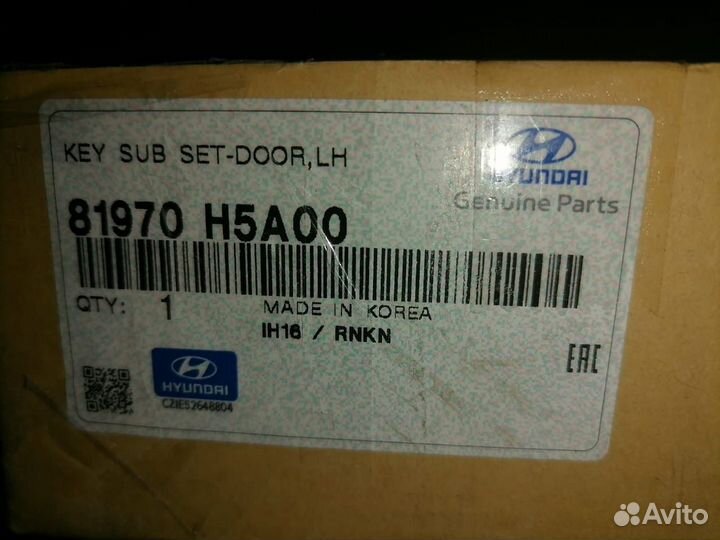 KEY SUB SET-DOOR,LH
HYUNDAI
Genuine Parts
81970 H5A00
QTY: 1
MADE IN KOREA
IH16 / RNKN
EAC
HYUNDAI
CZIE52648804
Avito